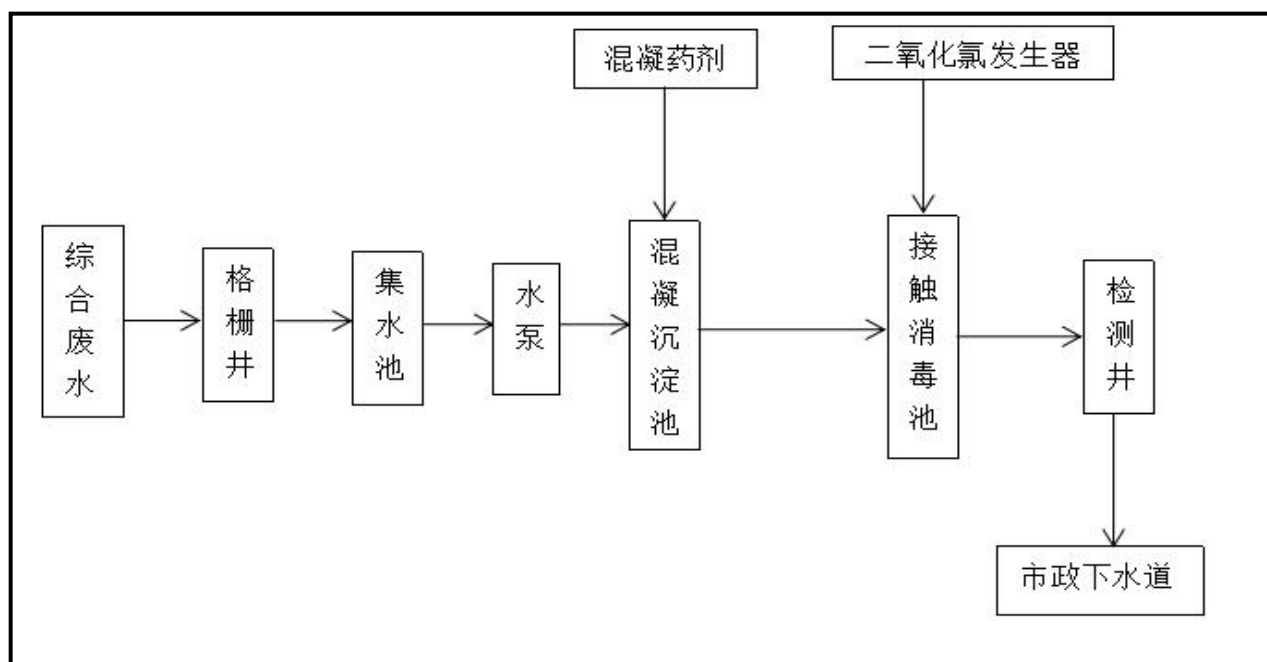 混凝药剂
二氧化氯发生器
综合废水
格栅井
集水池
水泵
混凝沉淀池
接触消毒池
检测井
市政下水道